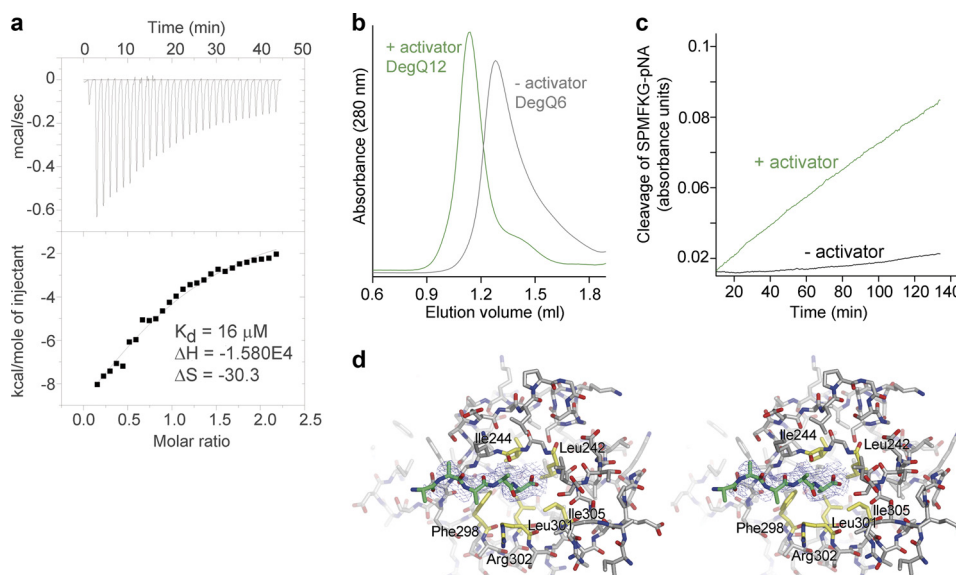 a
Time (min)
0 10 20 30 40 50
0
-0.2
-0.4
-0.6
mcal/sec
-2
-4
-6
-8
kcal/mole of injectant
K_d = 16 μM
ΔH = -1.580E4
ΔS = -30.3
0.0 0.5 1.0 1.5 2.0 2.5
Molar ratio
b
+ activator
DegQ12
- activator
DegQ6
Absorbance (280 nm)
0.6 0.9 1.2 1.5 1.8
Elution volume (ml)
c
0.1
0.08
0.06
0.04
0.02
Cleavage of SPMFKG-pNA
(absorbance units)
+ activator
- activator
20 40 60 80 100 120 140
Time (min)
d
Ile244
Leu242
Ile305
Leu301
Phe298
Arg302
Ile244
Leu242
Ile305
Leu301
Phe298
Arg302